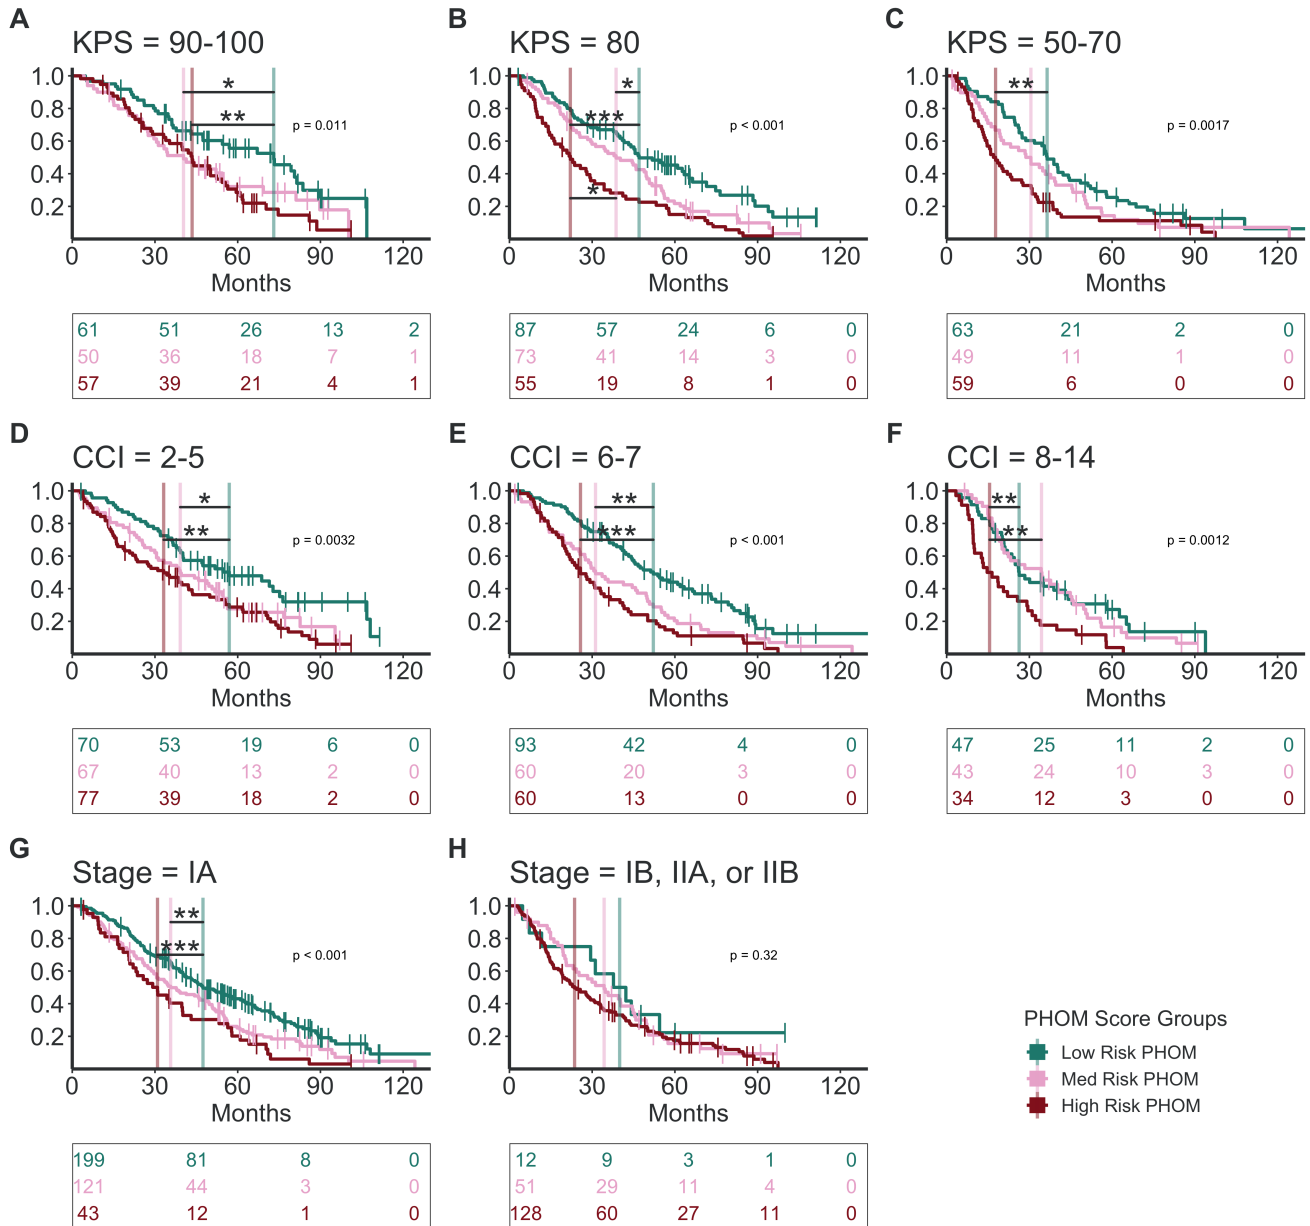 A
KPS = 90-100
1.0
0.8
0.6
0.4
0.2
*
**
p = 0.011
0 30 60 90 120
Months
61 51 26 13 2
50 36 18 7 1
57 39 21 4 1
B
KPS = 80
1.0
0.8
0.6
0.4
0.2
*
***
*
p < 0.001
0 30 60 90 120
Months
87 57 24 6 0
73 41 14 3 0
55 19 8 1 0
C
KPS = 50-70
1.0
0.8
0.6
0.4
0.2
**
p = 0.0017
0 30 60 90 120
Months
63 21 2 0
49 11 1 0
59 6 0 0
D
CCI = 2-5
1.0
0.8
0.6
0.4
0.2
*
**
p = 0.0032
0 30 60 90 120
Months
70 53 19 6 0
67 40 13 2 0
77 39 18 2 0
E
CCI = 6-7
1.0
0.8
0.6
0.4
0.2
**
***
p < 0.001
0 30 60 90 120
Months
93 42 4 0
60 20 3 0
60 13 0 0
F
CCI = 8-14
1.0
0.8
0.6
0.4
0.2
**
**
p = 0.0012
0 30 60 90 120
Months
47 25 11 2 0
43 24 10 3 0
34 12 3 0 0
G
Stage = IA
1.0
0.8
0.6
0.4
0.2
**
***
p < 0.001
0 30 60 90 120
Months
199 81 8 0
121 44 3 0
43 12 1 0
H
Stage = IB, IIA, or IIB
1.0
0.8
0.6
0.4
0.2
p = 0.32
0 30 60 90 120
Months
12 9 3 1 0
51 29 11 4 0
128 60 27 11 0
PHOM Score Groups
Low Risk PHOM
Med Risk PHOM
High Risk PHOM